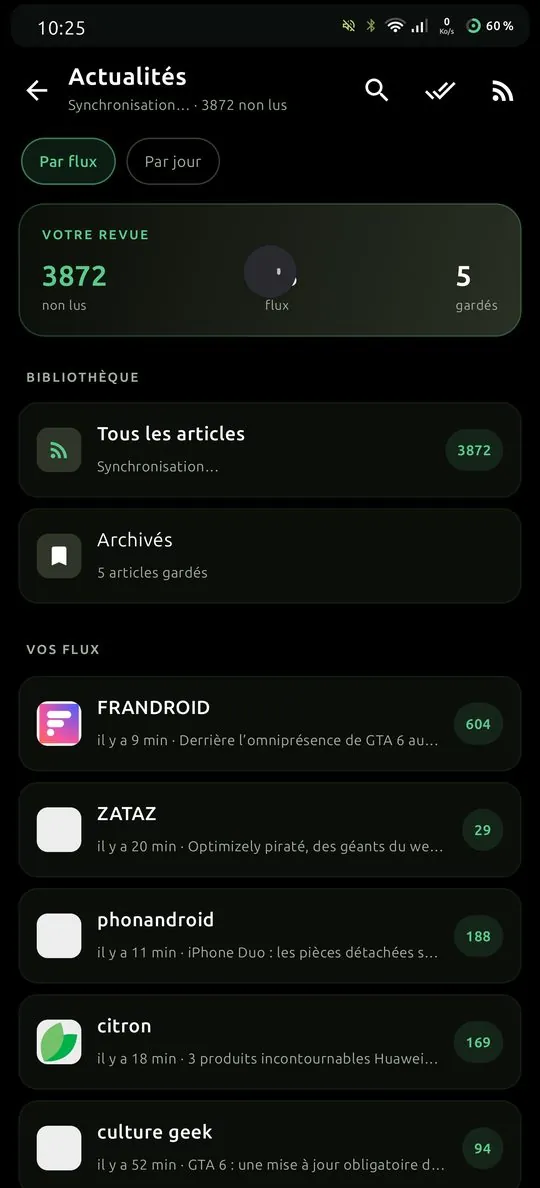 10:25
0
Ko/s
60 %
Actualités
Synchronisation… · 3872 non lus
Par flux
Par jour
VOTRE REVUE
3872
5
non lus
flux
gardés
BIBLIOTHÈQUE
Tous les articles
Synchronisation…
3872
Archivés
5 articles gardés
VOS FLUX
FRANDROID
il y a 9 min · Derrière l’omniprésence de GTA 6 au…
604
ZATAZ
il y a 20 min · Optimizely piraté, des géants du we…
29
phonandroid
il y a 11 min · iPhone Duo : les pièces détachées s…
188
citron
il y a 18 min · 3 produits incontournables Huawei…
169
culture geek
il y a 52 min · GTA 6 : une mise à jour obligatoire d…
94